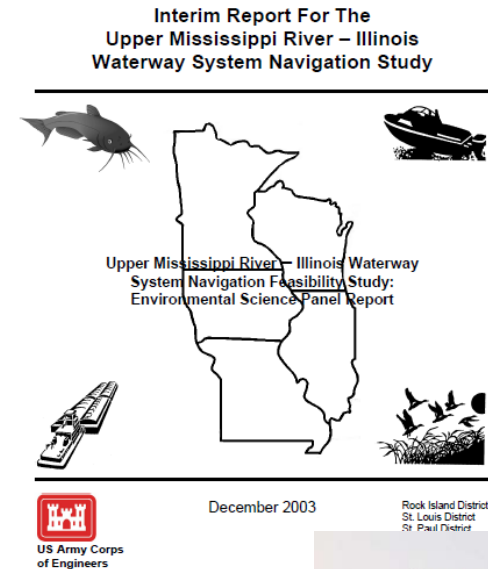 Interim Report For The
Upper Mississippi River – Illinois
Waterway System Navigation Study
Upper Mississippi River – Illinois Waterway
System Navigation Feasibility Study:
Environmental Science Panel Report
December 2003
Rock Island District
St. Louis District
St. Paul District
US Army Corps
of Engineers